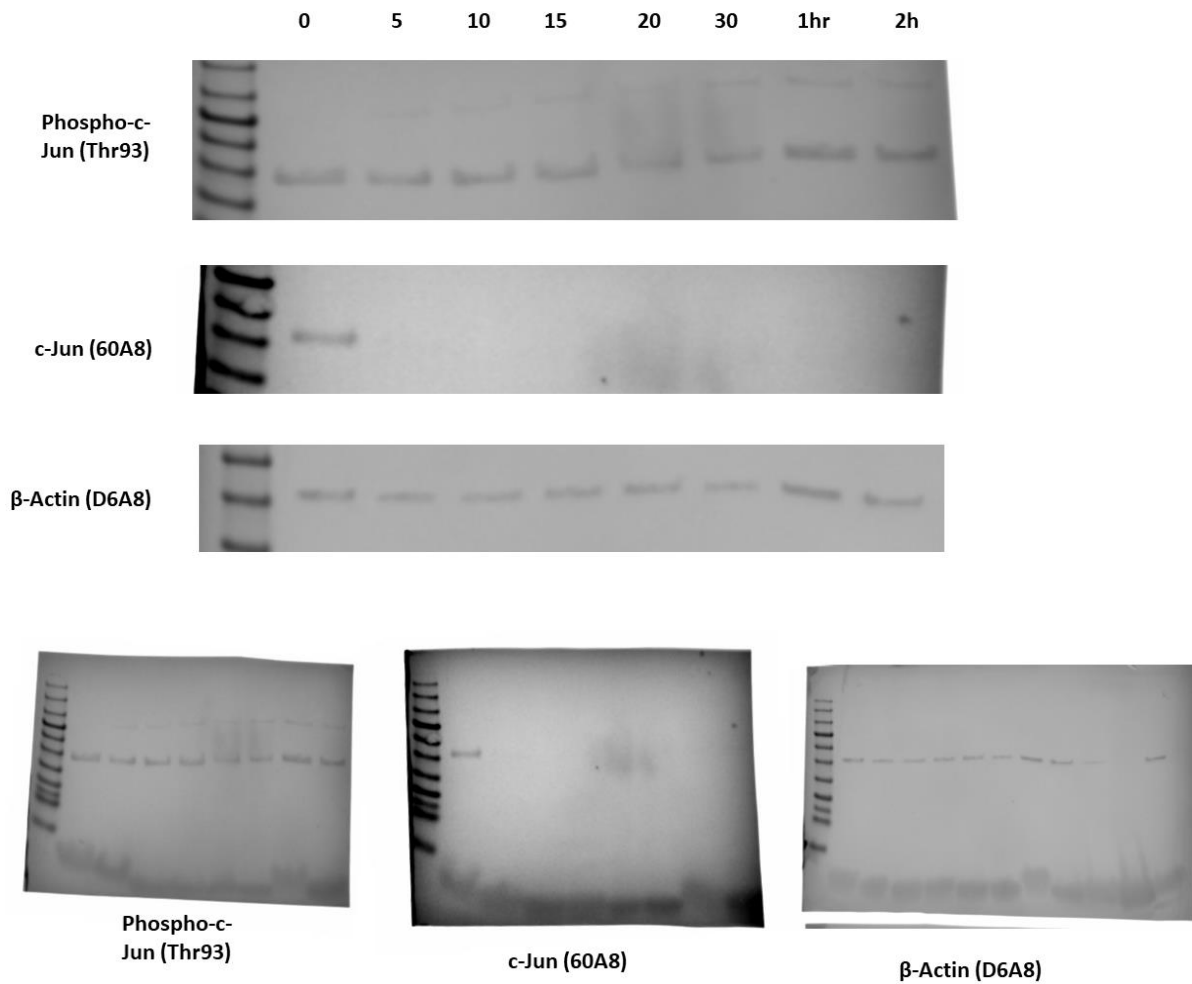 0 5 10 15 20 30 1hr 2h
Phospho-c-
Jun (Thr93)
c-Jun (60A8)
β-Actin (D6A8)
Phospho-c-
Jun (Thr93)
c-Jun (60A8)
β-Actin (D6A8)